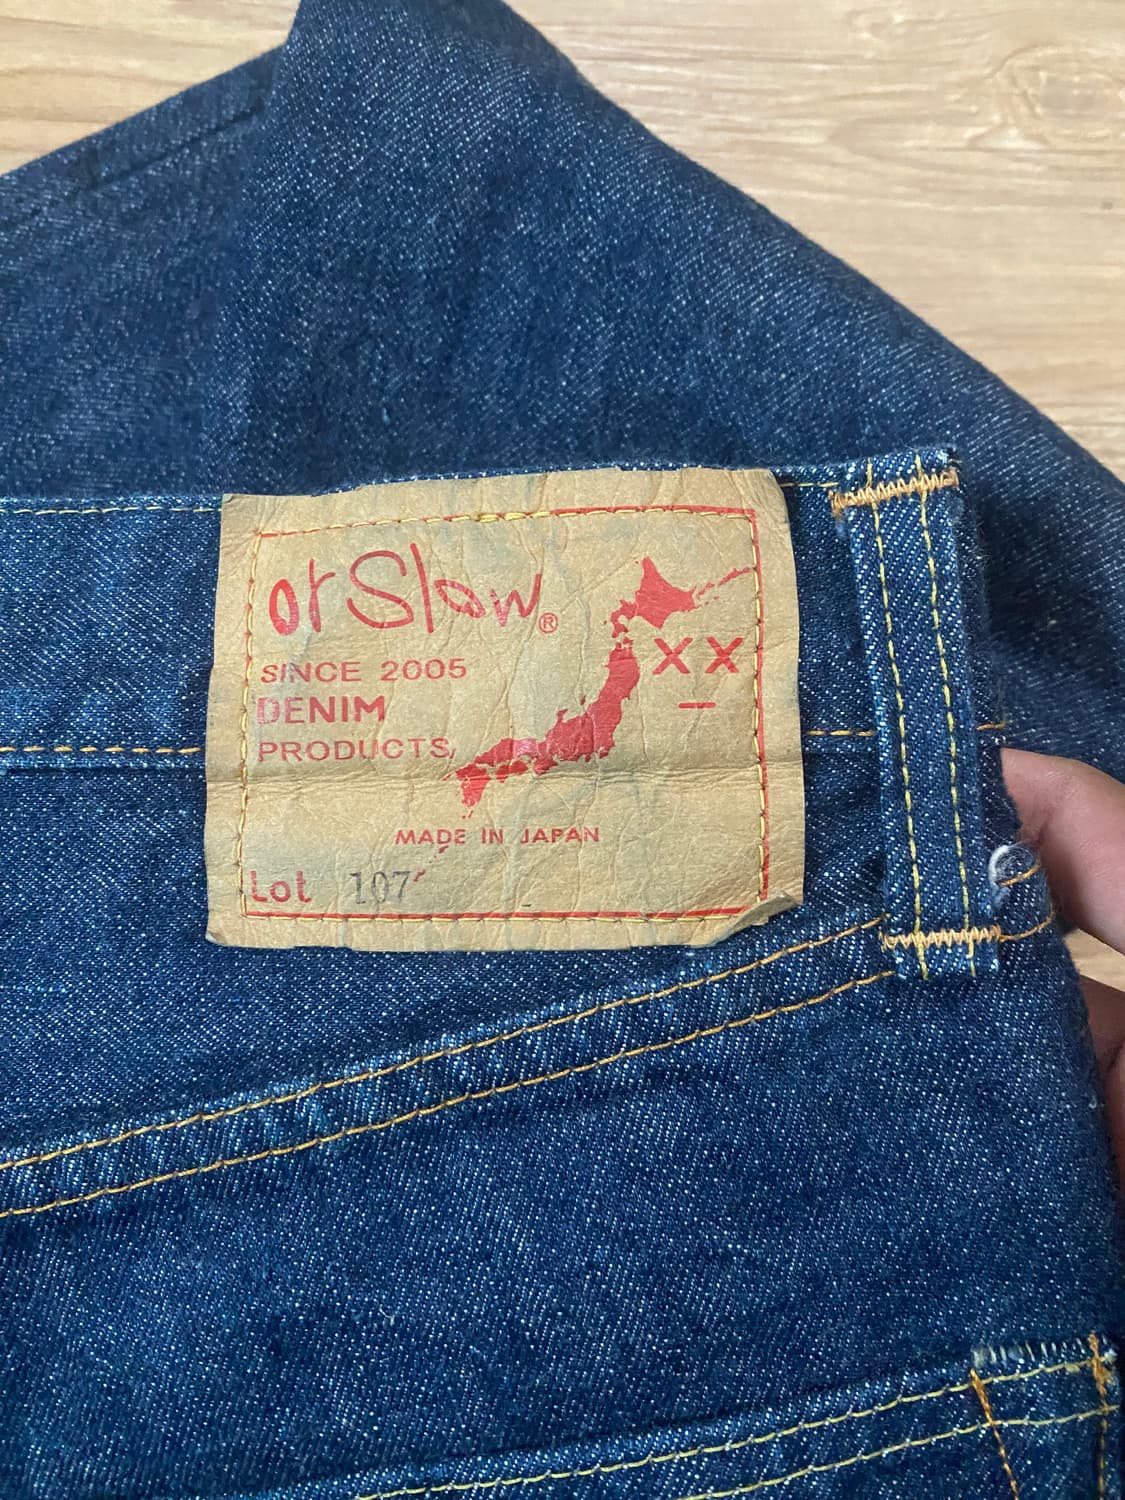 orSlow®
SINCE 2005
DENIM
PRODUCTS
XX
MADE IN JAPAN
Lot 107